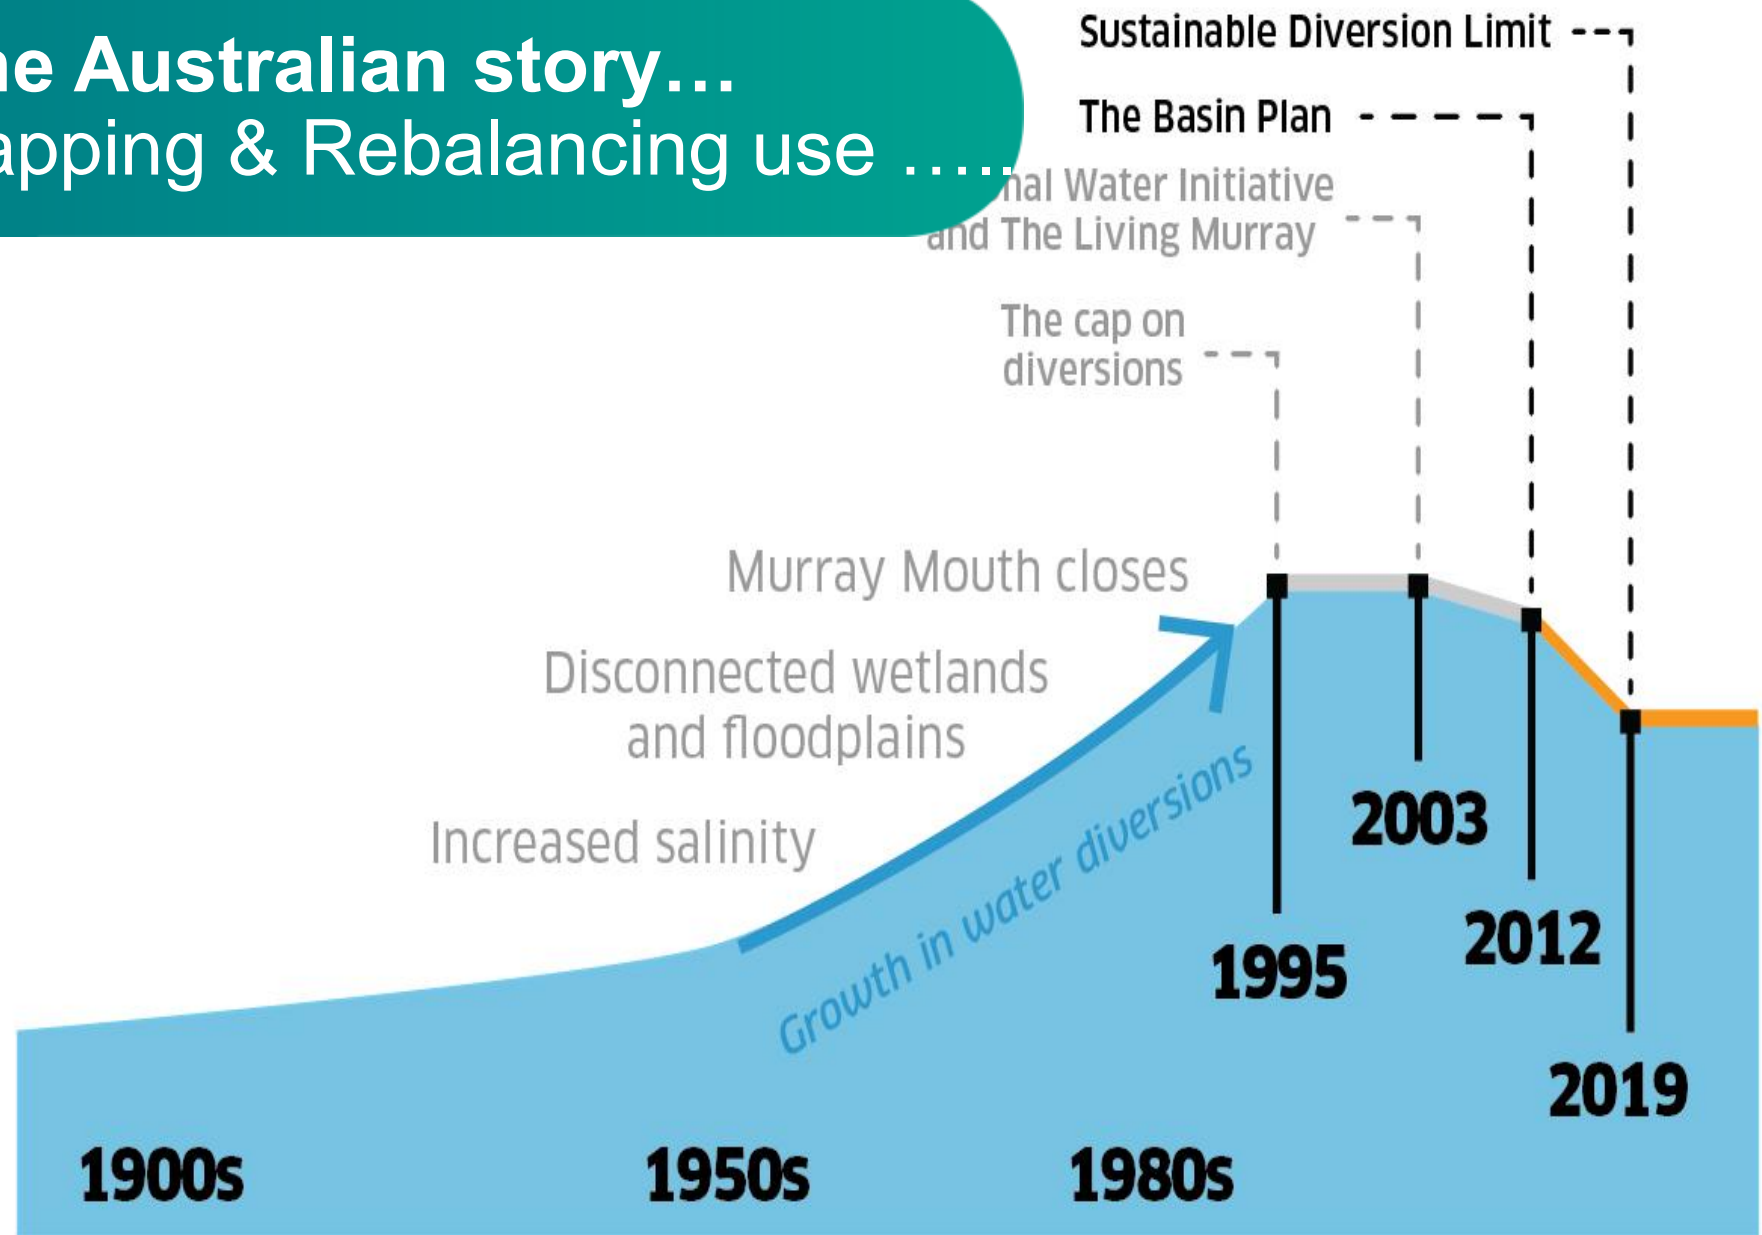 he Australian story…
apping & Rebalancing use …..
Sustainable Diversion Limit
The Basin Plan
nal Water Initiative
and The Living Murray
The cap on
diversions
Murray Mouth closes
Disconnected wetlands
and floodplains
Increased salinity
Growth in water diversions
1995
2003
2012
2019
1900s
1950s
1980s